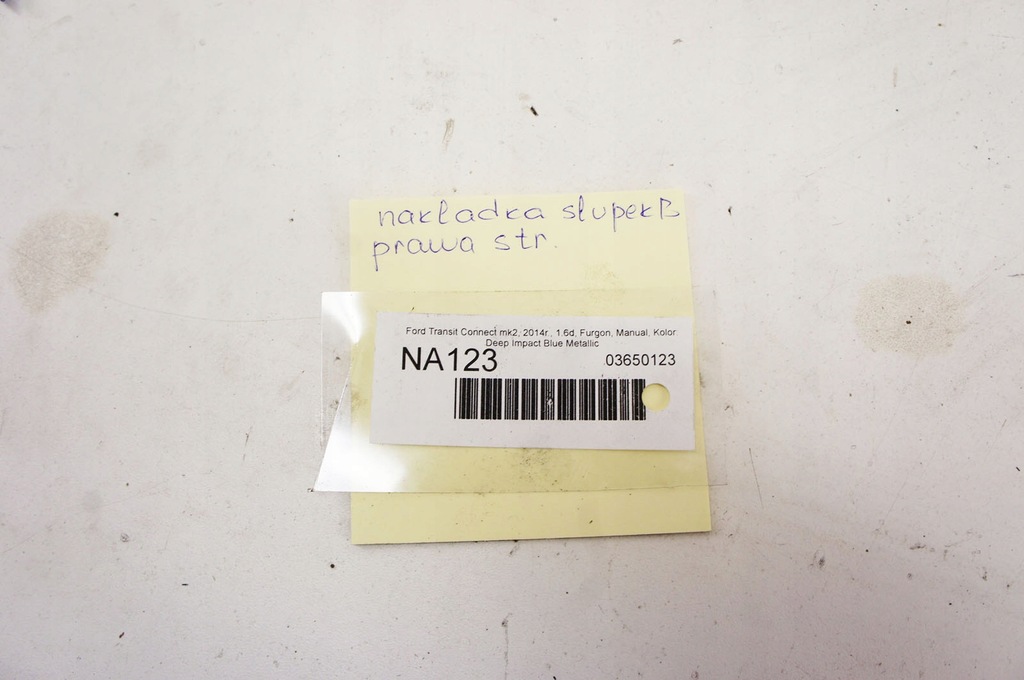 nakładka słupek B
prawa str.
Ford Transit Connect mk2, 2014r., 1.6d, Furgon, Manual, Kolor
Deep Impact Blue Metallic
NA123 03650123